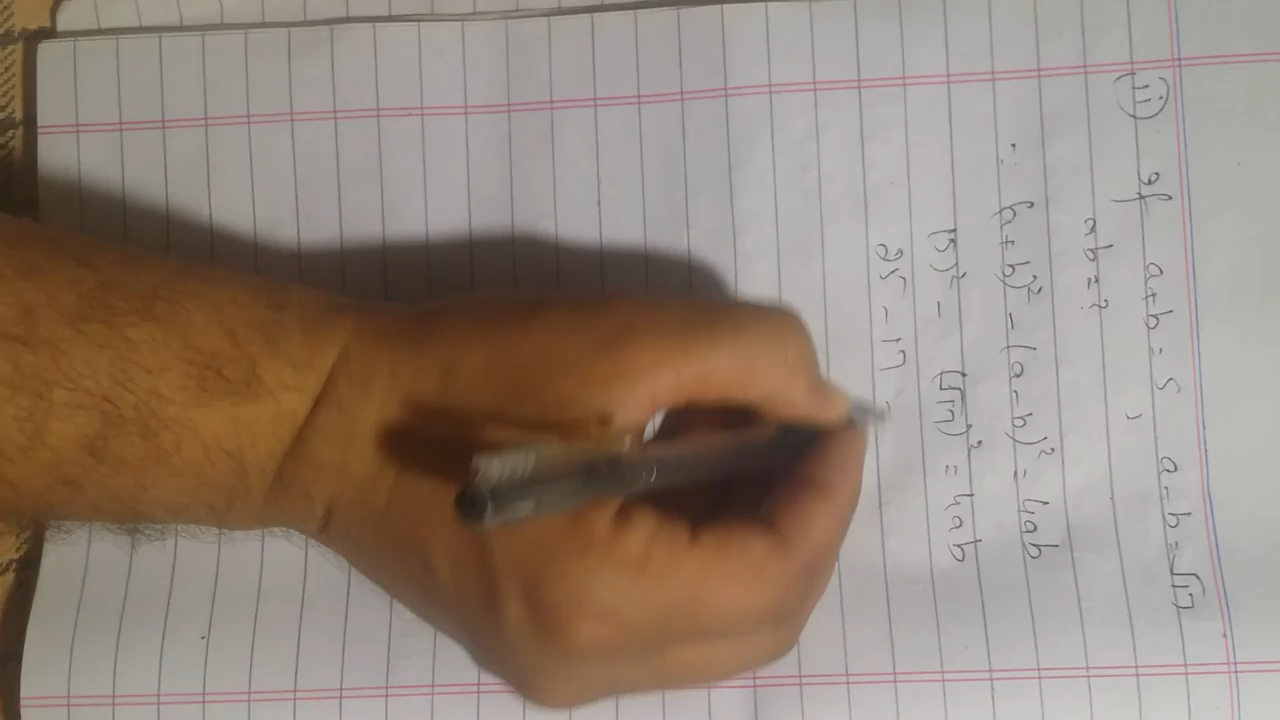 ii) If a+b = 5 , a-b = √17
ab = ?
∵ (a+b)² - (a-b)² = 4ab
(5)² - (√17)² = 4ab
25 - 17 =